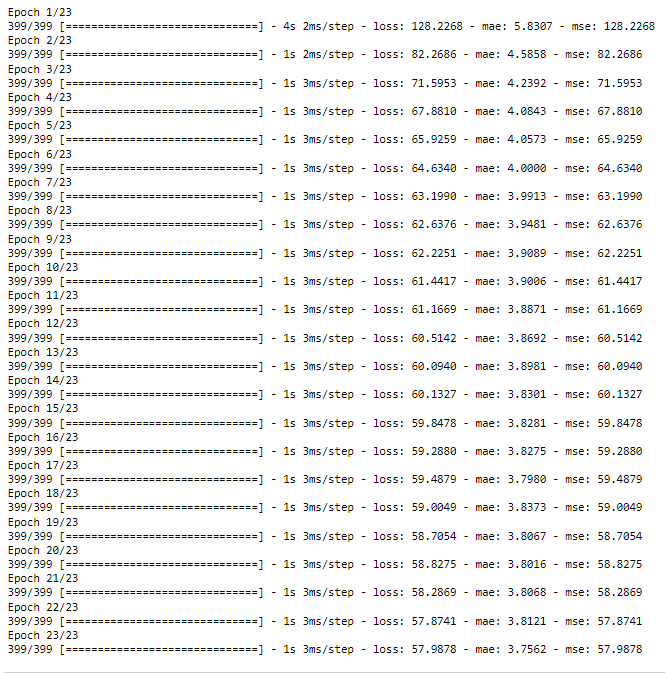 Epoch 1/23
399/399 [==============================] - 4s 2ms/step - loss: 128.2268 - mae: 5.8307 - mse: 128.2268
Epoch 2/23
399/399 [==============================] - 1s 2ms/step - loss: 82.2686 - mae: 4.5858 - mse: 82.2686
Epoch 3/23
399/399 [==============================] - 1s 3ms/step - loss: 71.5953 - mae: 4.2392 - mse: 71.5953
Epoch 4/23
399/399 [==============================] - 1s 3ms/step - loss: 67.8810 - mae: 4.0843 - mse: 67.8810
Epoch 5/23
399/399 [==============================] - 1s 3ms/step - loss: 65.9259 - mae: 4.0573 - mse: 65.9259
Epoch 6/23
399/399 [==============================] - 1s 3ms/step - loss: 64.6340 - mae: 4.0000 - mse: 64.6340
Epoch 7/23
399/399 [==============================] - 1s 3ms/step - loss: 63.1990 - mae: 3.9913 - mse: 63.1990
Epoch 8/23
399/399 [==============================] - 1s 3ms/step - loss: 62.6376 - mae: 3.9481 - mse: 62.6376
Epoch 9/23
399/399 [==============================] - 1s 3ms/step - loss: 62.2251 - mae: 3.9089 - mse: 62.2251
Epoch 10/23
399/399 [==============================] - 1s 3ms/step - loss: 61.4417 - mae: 3.9006 - mse: 61.4417
Epoch 11/23
399/399 [==============================] - 1s 3ms/step - loss: 61.1669 - mae: 3.8871 - mse: 61.1669
Epoch 12/23
399/399 [==============================] - 1s 3ms/step - loss: 60.5142 - mae: 3.8692 - mse: 60.5142
Epoch 13/23
399/399 [==============================] - 1s 3ms/step - loss: 60.0940 - mae: 3.8981 - mse: 60.0940
Epoch 14/23
399/399 [==============================] - 1s 3ms/step - loss: 60.1327 - mae: 3.8301 - mse: 60.1327
Epoch 15/23
399/399 [==============================] - 1s 3ms/step - loss: 59.8478 - mae: 3.8281 - mse: 59.8478
Epoch 16/23
399/399 [==============================] - 1s 3ms/step - loss: 59.2880 - mae: 3.8275 - mse: 59.2880
Epoch 17/23
399/399 [==============================] - 1s 3ms/step - loss: 59.4879 - mae: 3.7980 - mse: 59.4879
Epoch 18/23
399/399 [==============================] - 1s 3ms/step - loss: 59.0049 - mae: 3.8373 - mse: 59.0049
Epoch 19/23
399/399 [==============================] - 1s 3ms/step - loss: 58.7054 - mae: 3.8067 - mse: 58.7054
Epoch 20/23
399/399 [==============================] - 1s 3ms/step - loss: 58.8275 - mae: 3.8016 - mse: 58.8275
Epoch 21/23
399/399 [==============================] - 1s 3ms/step - loss: 58.2869 - mae: 3.8068 - mse: 58.2869
Epoch 22/23
399/399 [==============================] - 1s 3ms/step - loss: 57.8741 - mae: 3.8121 - mse: 57.8741
Epoch 23/23
399/399 [==============================] - 1s 3ms/step - loss: 57.9878 - mae: 3.7562 - mse: 57.9878